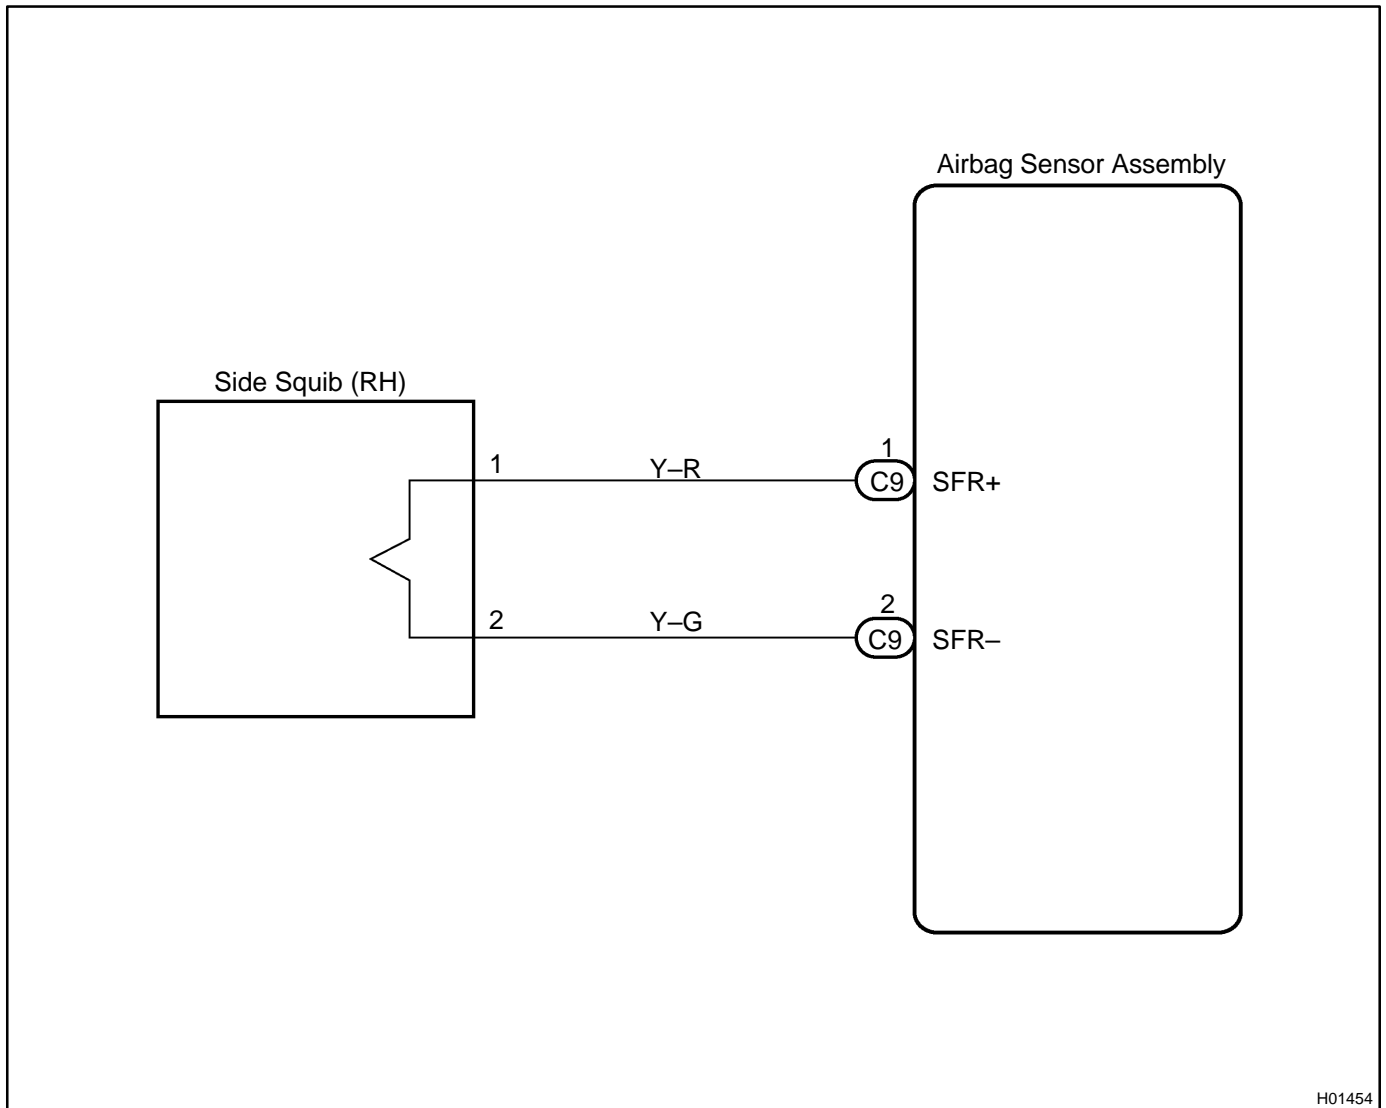 Airbag Sensor Assembly
Side Squib (RH)
1
Y–R
1
C9
SFR+
2
Y–G
2
C9
SFR–
H01454